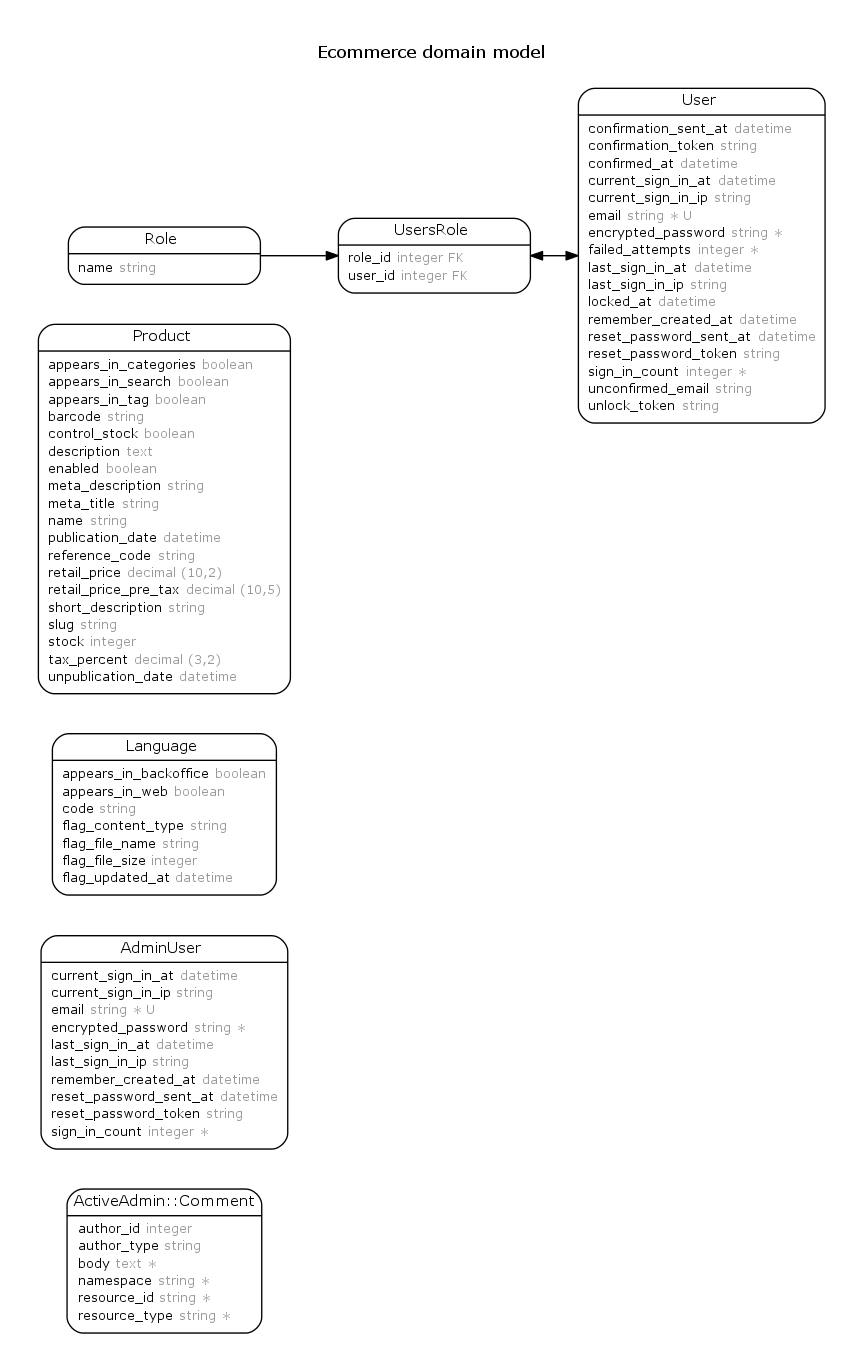 Ecommerce domain model
User
confirmation_sent_at datetime
confirmation_token string
confirmed_at datetime
current_sign_in_at datetime
current_sign_in_ip string
email string ∗ U
encrypted_password string ∗
failed_attempts integer ∗
last_sign_in_at datetime
last_sign_in_ip string
locked_at datetime
remember_created_at datetime
reset_password_sent_at datetime
reset_password_token string
sign_in_count integer ∗
unconfirmed_email string
unlock_token string
UsersRole
role_id integer FK
user_id integer FK
Role
name string
Product
appears_in_categories boolean
appears_in_search boolean
appears_in_tag boolean
barcode string
control_stock boolean
description text
enabled boolean
meta_description string
meta_title string
name string
publication_date datetime
reference_code string
retail_price decimal (10,2)
retail_price_pre_tax decimal (10,5)
short_description string
slug string
stock integer
tax_percent decimal (3,2)
unpublication_date datetime
Language
appears_in_backoffice boolean
appears_in_web boolean
code string
flag_content_type string
flag_file_name string
flag_file_size integer
flag_updated_at datetime
AdminUser
current_sign_in_at datetime
current_sign_in_ip string
email string ∗ U
encrypted_password string ∗
last_sign_in_at datetime
last_sign_in_ip string
remember_created_at datetime
reset_password_sent_at datetime
reset_password_token string
sign_in_count integer ∗
ActiveAdmin::Comment
author_id integer
author_type string
body text ∗
namespace string ∗
resource_id string ∗
resource_type string ∗